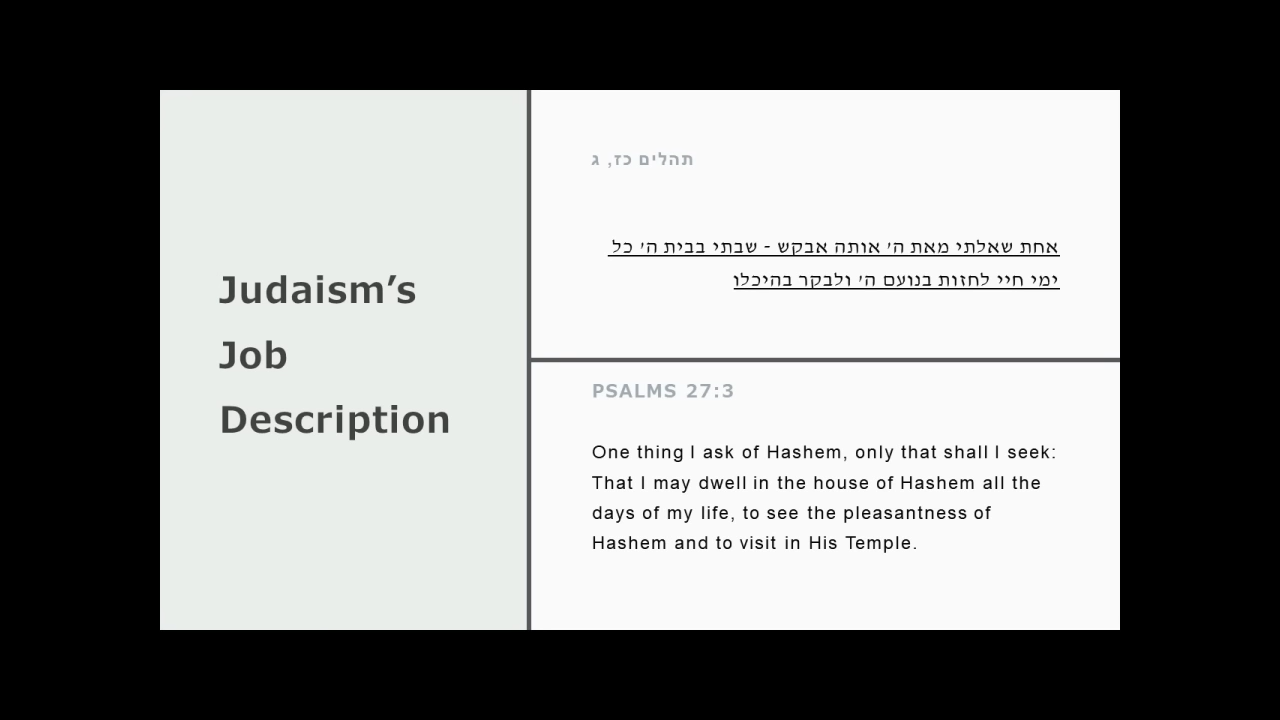 Judaism’s
Job
Description
תהלים כז, ג
אחת שאלתי מאת ה' אותה אבקש - שבתי בבית ה' כל
ימי חיי לחזות בנועם ה' ולבקר בהיכלו
PSALMS 27:3
One thing I ask of Hashem, only that shall I seek:
That I may dwell in the house of Hashem all the
days of my life, to see the pleasantness of
Hashem and to visit in His Temple.